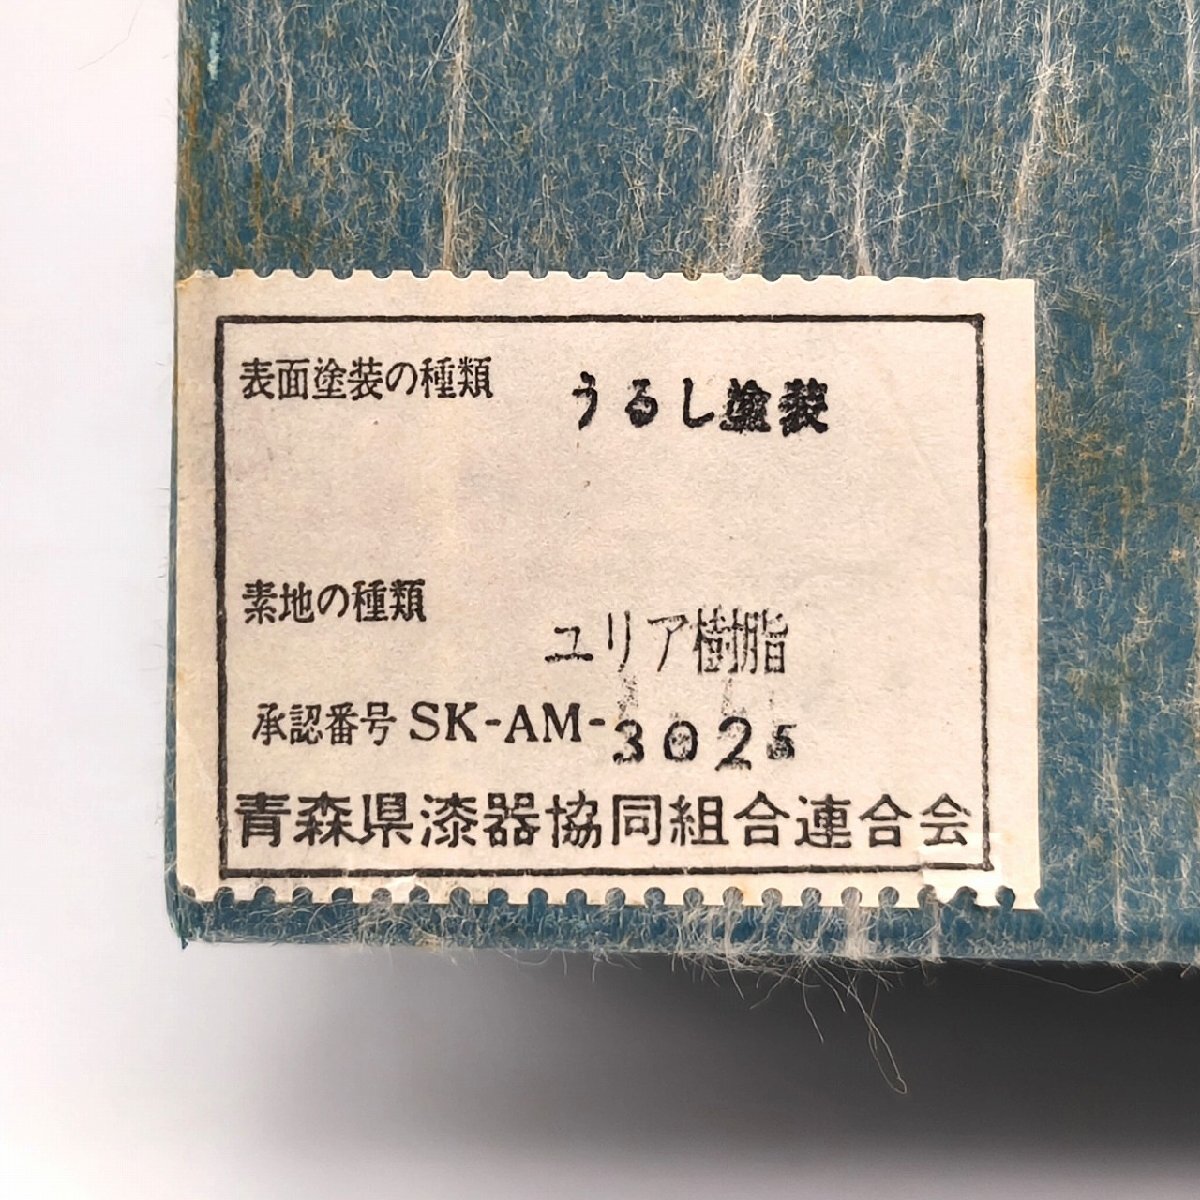 表面塗装の種類 うるし塗装
素地の種類
ユリア樹脂
承認番号 SK-AM-3025
青森県漆器協同組合連合会